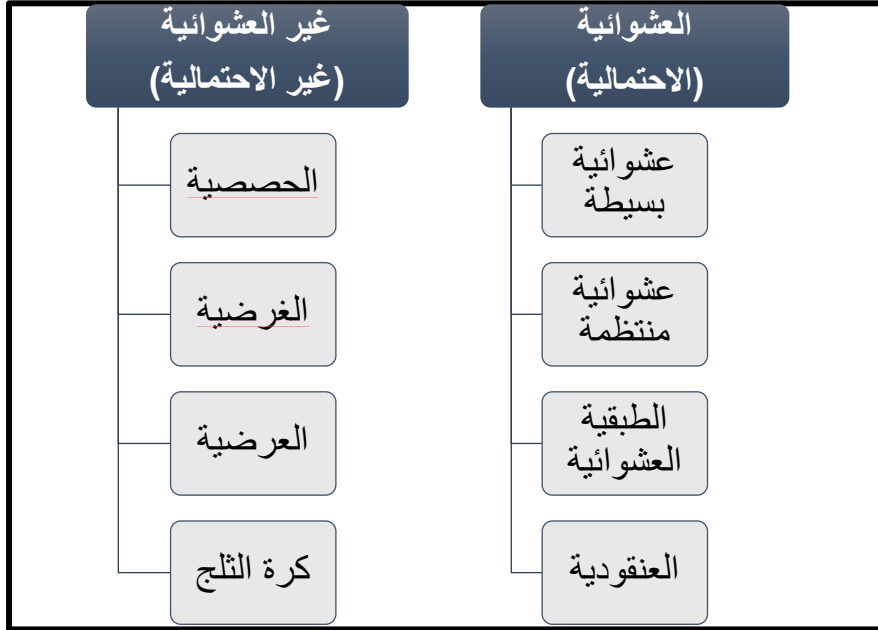 العشوائية
(الاحتمالية)
عشوائية
بسيطة
عشوائية
منتظمة
الطبقية
العشوائية
العنقودية
غير العشوائية
(غير الاحتمالية)
الحصصية
الغرضية
العرضية
كرة الثلج